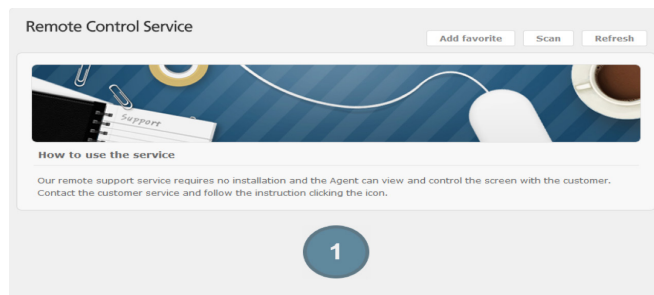 Remote Control Service
Add favorite Scan Refresh
Support
How to use the service
Our remote support service requires no installation and the Agent can view and control the screen with the customer.
Contact the customer service and follow the instruction clicking the icon.
1